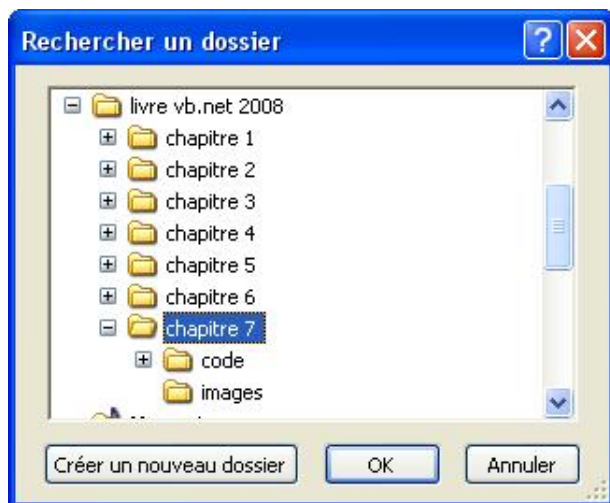 Rechercher un dossier
livre vb.net 2008
chapitre 1
chapitre 2
chapitre 3
chapitre 4
chapitre 5
chapitre 6
chapitre 7
code
images
Créer un nouveau dossier OK Annuler